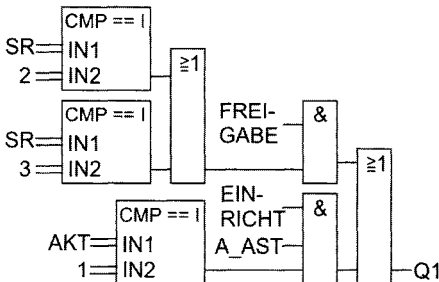 CMP == I
SR IN1
2 IN2
≧1
CMP == I
SR IN1
3 IN2
FREI-
GABE
&
≧1
CMP == I
AKT IN1
1 IN2
EIN-
RICHT
A_AST
&
Q1